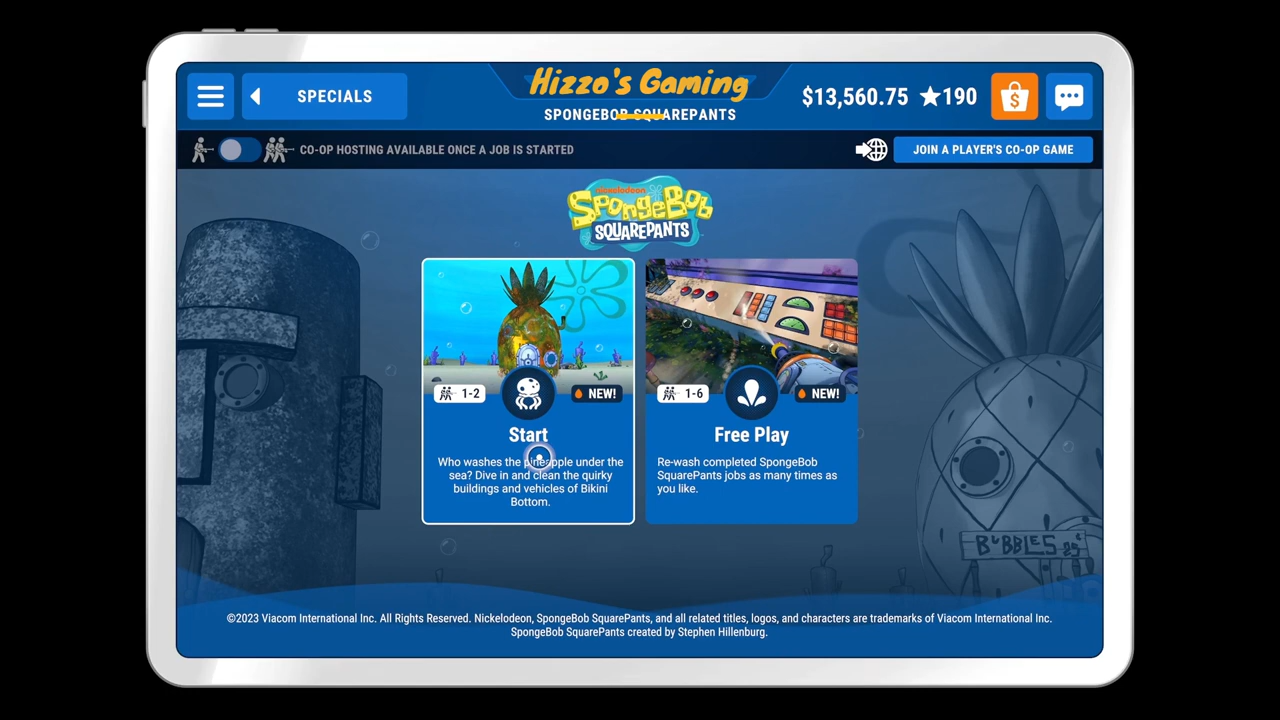 SPECIALS
Hizzo's Gaming
SPONGEBOB SQUAREPANTS
$13,560.75 ★190
$
CO-OP HOSTING AVAILABLE ONCE A JOB IS STARTED
JOIN A PLAYER'S CO-OP GAME
nickelodeon
SpongeBob
SQUAREPANTS
1-2
NEW!
Start
Who washes the pineapple under the
sea? Dive in and clean the quirky
buildings and vehicles of Bikini
Bottom.
1-6
NEW!
Free Play
Re-wash completed SpongeBob
SquarePants jobs as many times as
you like.
BUBBLES 25¢
©2023 Viacom International Inc. All Rights Reserved. Nickelodeon, SpongeBob SquarePants, and all related titles, logos, and characters are trademarks of Viacom International Inc.
SpongeBob SquarePants created by Stephen Hillenburg.